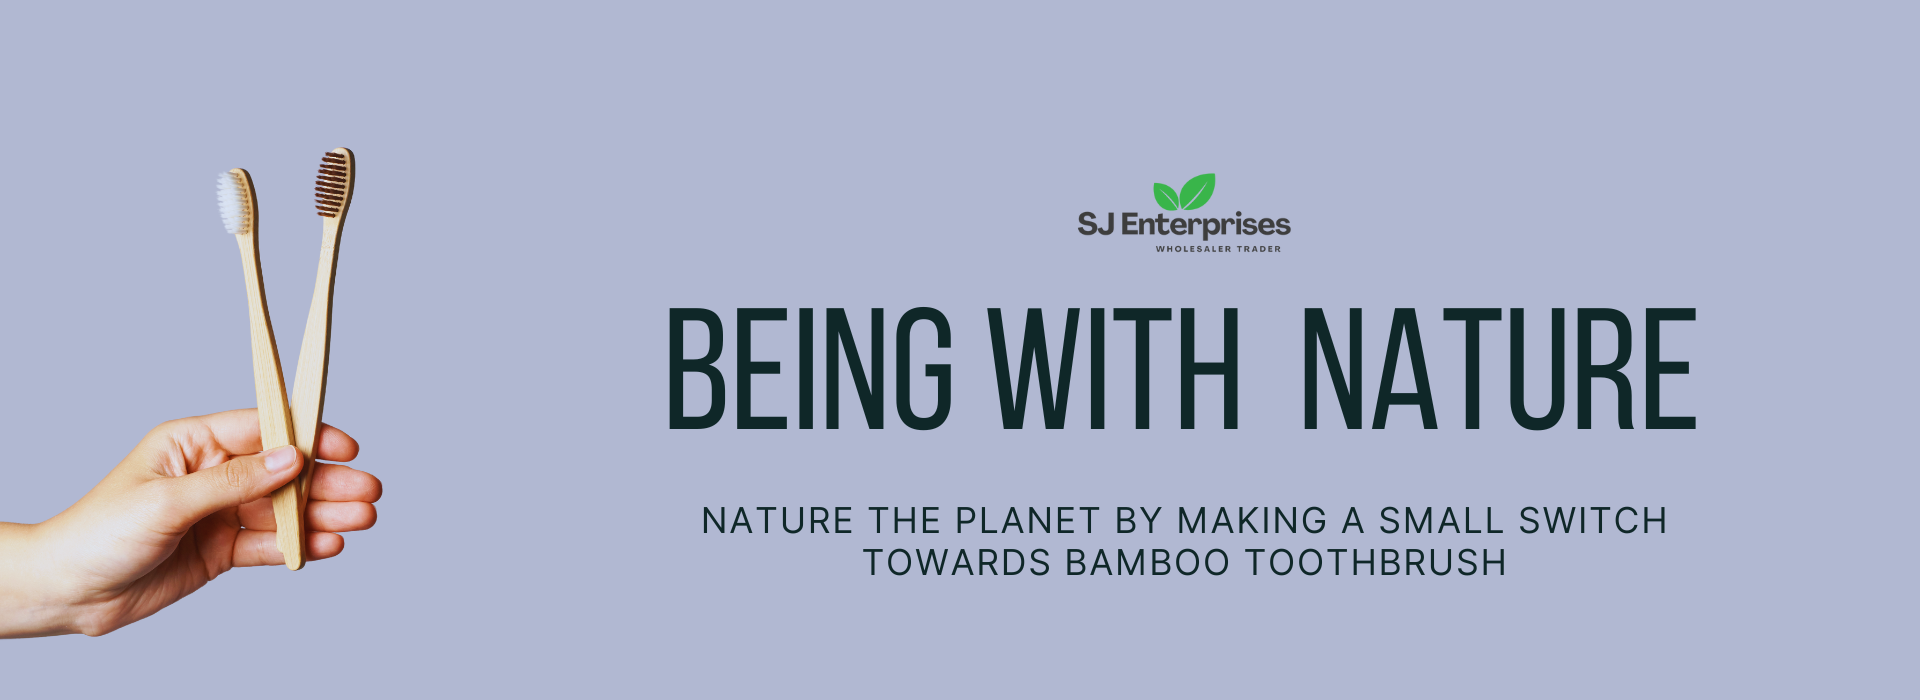 SJ Enterprises
WHOLESALER TRADER
BEING WITH NATURE
NATURE THE PLANET BY MAKING A SMALL SWITCH
TOWARDS BAMBOO TOOTHBRUSH